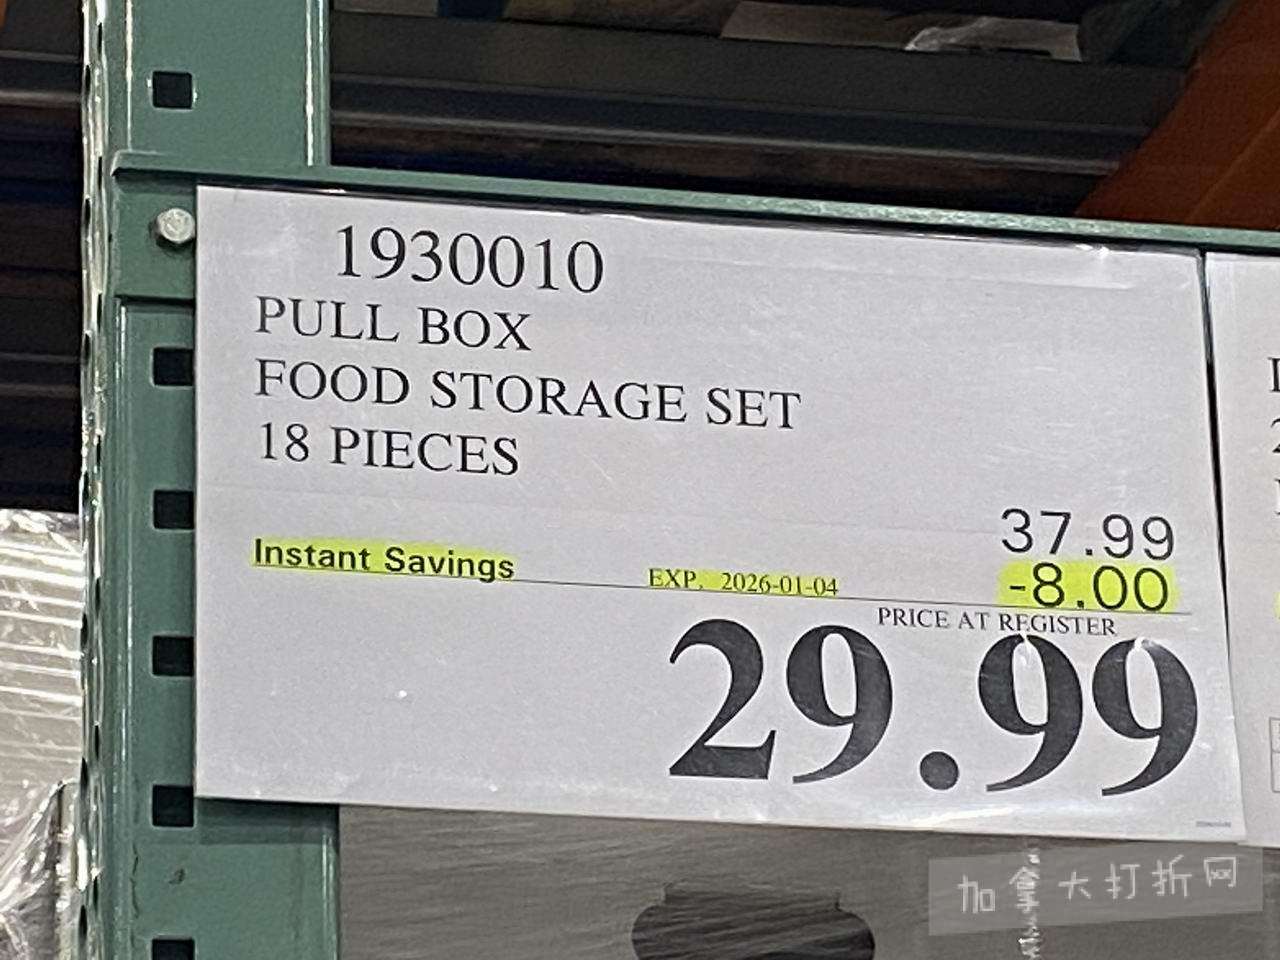 1930010
PULL BOX
FOOD STORAGE SET
18 PIECES
37.99
Instant Savings EXP. 2026-01-04 -8.00
PRICE AT REGISTER
29.99
加拿大打折网